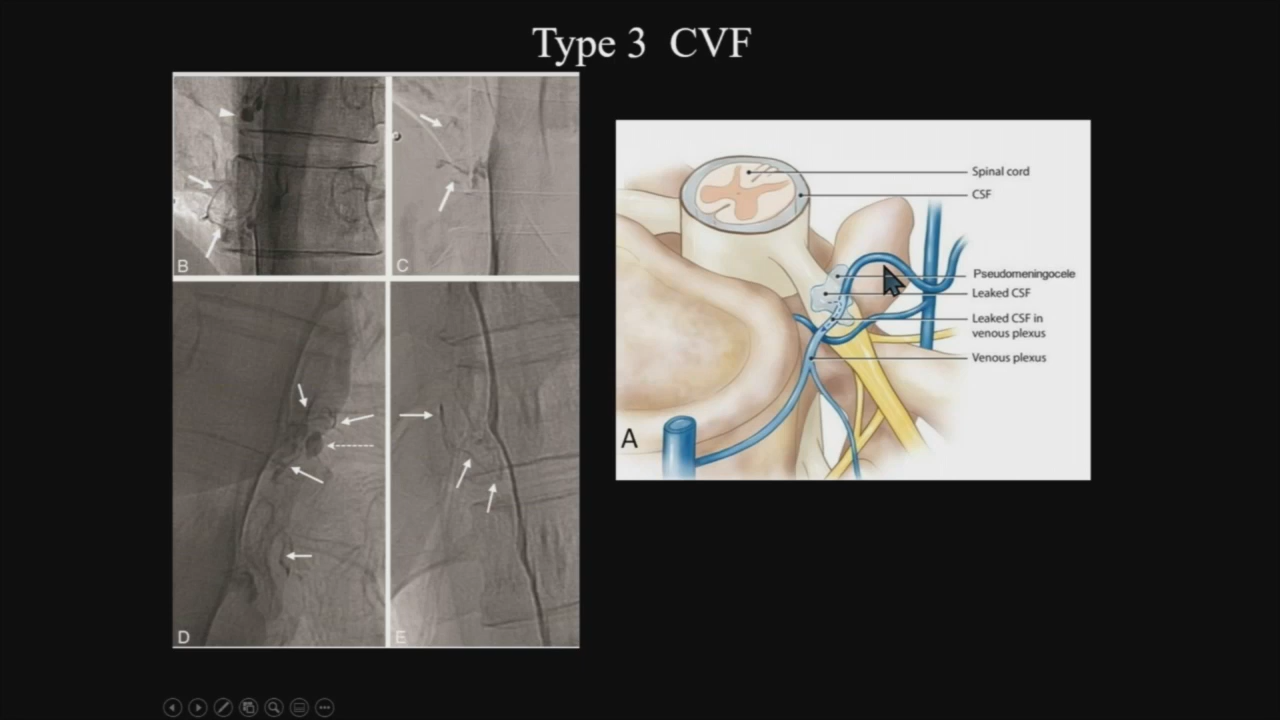 Type 3 CVF
B
C
D
E
Spinal cord
CSF
Pseudomeningocele
Leaked CSF
Leaked CSF in
venous plexus
Venous plexus
A